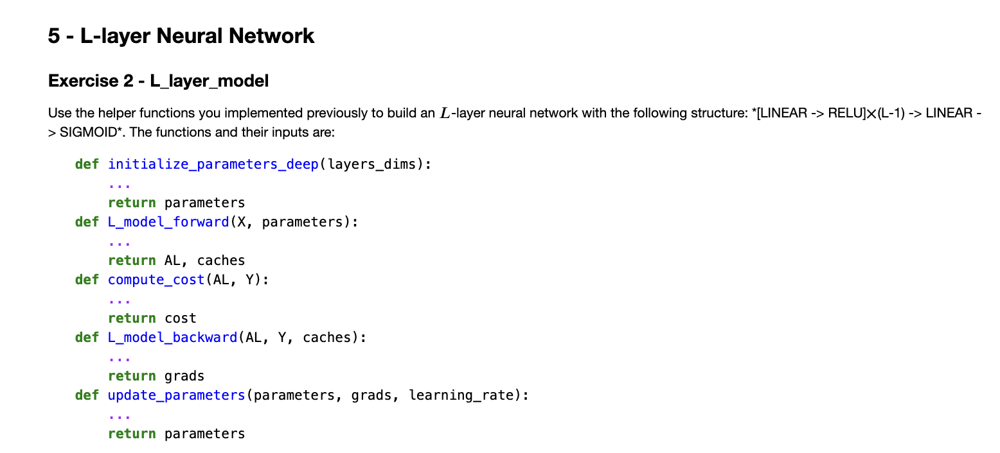 5 - L-layer Neural Network
Exercise 2 - L_layer_model
Use the helper functions you implemented previously to build an L-layer neural network with the following structure: *[LINEAR -> RELU]×(L-1) -> LINEAR -
> SIGMOID*. The functions and their inputs are:
def initialize_parameters_deep(layers_dims):
    ...
    return parameters
def L_model_forward(X, parameters):
    ...
    return AL, caches
def compute_cost(AL, Y):
    ...
    return cost
def L_model_backward(AL, Y, caches):
    ...
    return grads
def update_parameters(parameters, grads, learning_rate):
    ...
    return parameters